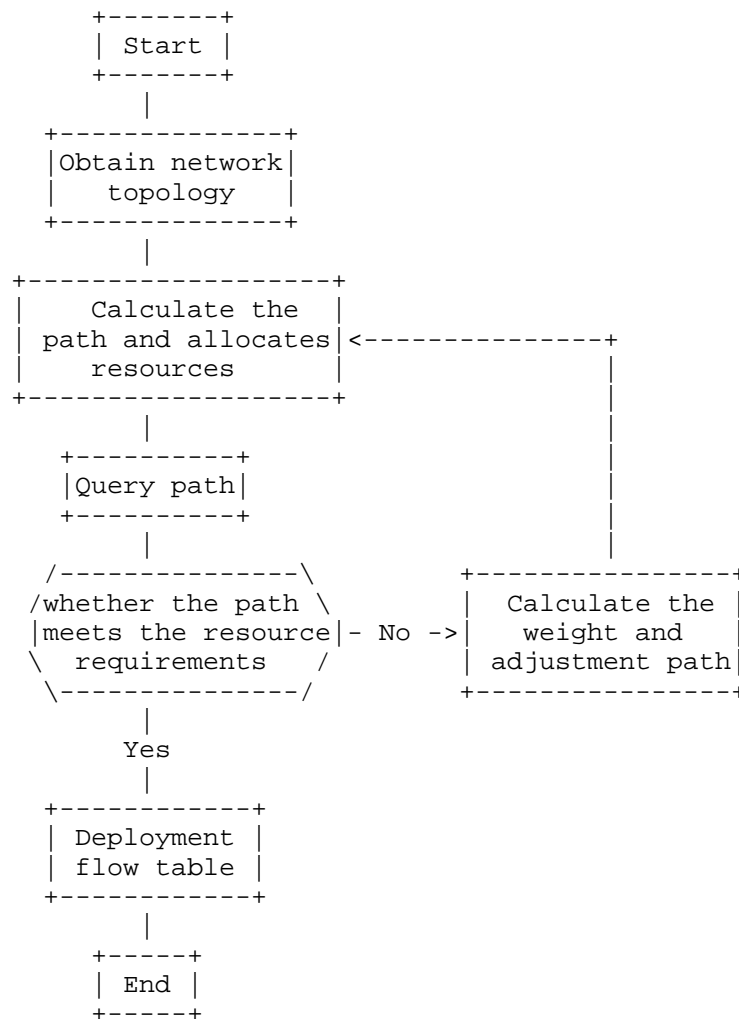 Start
Obtain network
topology
Calculate the
path and allocates
resources
Query path
whether the path
meets the resource
requirements
No
Calculate the
weight and
adjustment path
Yes
Deployment
flow table
End